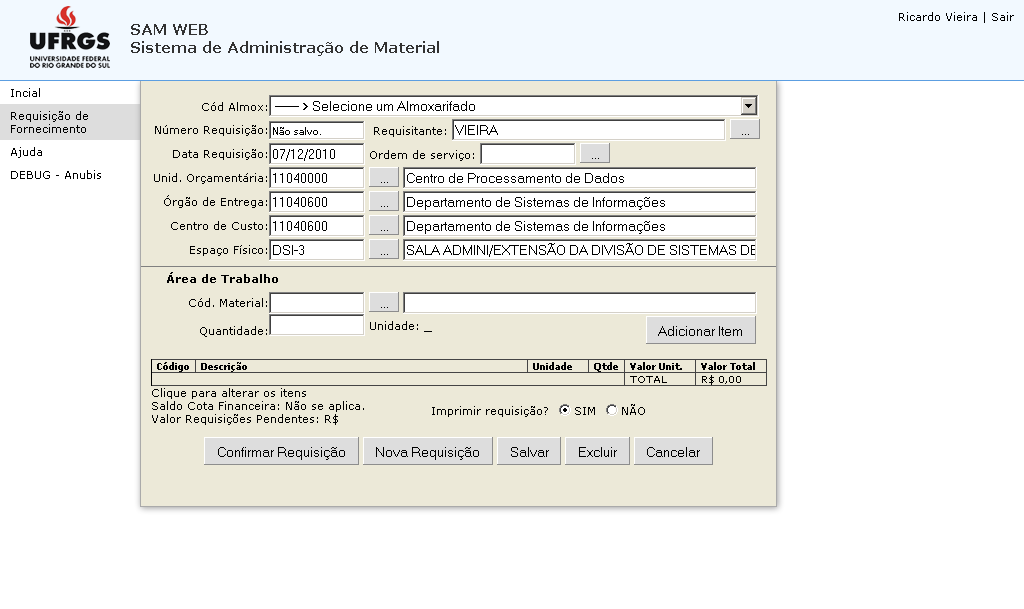 Ricardo Vieira | Sair
UFRGS
UNIVERSIDADE FEDERAL
DO RIO GRANDE DO SUL
SAM WEB
Sistema de Administração de Material
Incial
Requisição de
Fornecimento
Ajuda
DEBUG - Anubis
Cód Almox: —— > Selecione um Almoxarifado
Número Requisição: Não salvo. Requisitante: VIEIRA ...
Data Requisição: 07/12/2010 Ordem de serviço: ...
Unid. Orçamentária: 11040000 ... Centro de Processamento de Dados
Órgão de Entrega: 11040600 ... Departamento de Sistemas de Informações
Centro de Custo: 11040600 ... Departamento de Sistemas de Informações
Espaço Físico: DSI-3 ... SALA ADMINI/EXTENSÃO DA DIVISÃO DE SISTEMAS DE
Área de Trabalho
Cód. Material: ...
Quantidade: Unidade: _
Adicionar Item
Código Descrição Unidade Qtde Valor Unit. Valor Total
TOTAL R$ 0,00
Clique para alterar os itens
Saldo Cota Financeira: Não se aplica.
Valor Requisições Pendentes: R$
Imprimir requisição? SIM NÃO
Confirmar Requisição Nova Requisição Salvar Excluir Cancelar